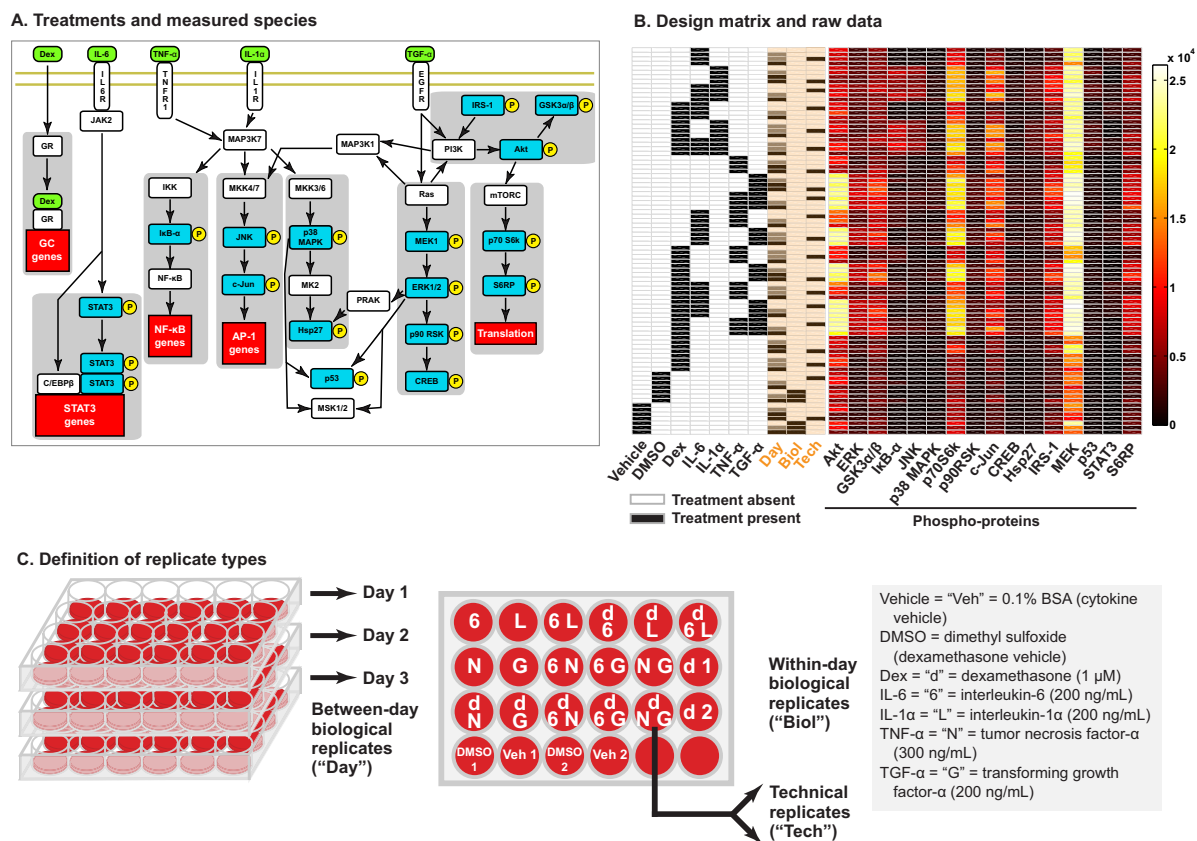 A. Treatments and measured species
Dex
IL-6
TNF-α
IL-1α
TGF-α
IL6R
TNFR1
IL1R
EGFR
JAK2
GR
Dex
GR
GC genes
MAP3K7
MAP3K1
PI3K
IRS-1
P
GSK3α/β
P
Akt
P
IKK
IκB-α
P
NF-κB
NF-κB genes
MKK4/7
JNK
P
c-Jun
P
AP-1 genes
MKK3/6
p38 MAPK
P
MK2
Hsp27
P
PRAK
Ras
MEK1
P
ERK1/2
P
p90 RSK
P
CREB
P
mTORC
p70 S6k
P
S6RP
P
Translation
p53
P
MSK1/2
STAT3
P
STAT3
P
C/EBPβ
STAT3
P
STAT3 genes
B. Design matrix and raw data
x 10⁴
2.5
2
1.5
1
0.5
0
Vehicle
DMSO
Dex
IL-6
IL-1α
TNF-α
TGF-α
Day
Biol
Tech
Akt
ERK
GSK3α/β
IκB-α
JNK
p38 MAPK
p70S6k
p90RSK
c-Jun
CREB
Hsp27
IRS-1
MEK
p53
STAT3
S6RP
Treatment absent
Treatment present
Phospho-proteins
C. Definition of replicate types
Day 1
Day 2
Day 3
Between-day
biological
replicates
(“Day”)
6 L 6 L d 6 d L d 6 L
N G 6 N 6 G N G d 1
d N d G d 6 N d 6 G d N G d 2
DMSO 1 Veh 1 DMSO 2 Veh 2
Within-day
biological
replicates
(“Biol”)
Technical
replicates
(“Tech”)
Vehicle = “Veh” = 0.1% BSA (cytokine
vehicle)
DMSO = dimethyl sulfoxide
(dexamethasone vehicle)
Dex = “d” = dexamethasone (1 µM)
IL-6 = “6” = interleukin-6 (200 ng/mL)
IL-1α = “L” = interleukin-1α (200 ng/mL)
TNF-α = “N” = tumor necrosis factor-α
(300 ng/mL)
TGF-α = “G” = transforming growth
factor-α (200 ng/mL)